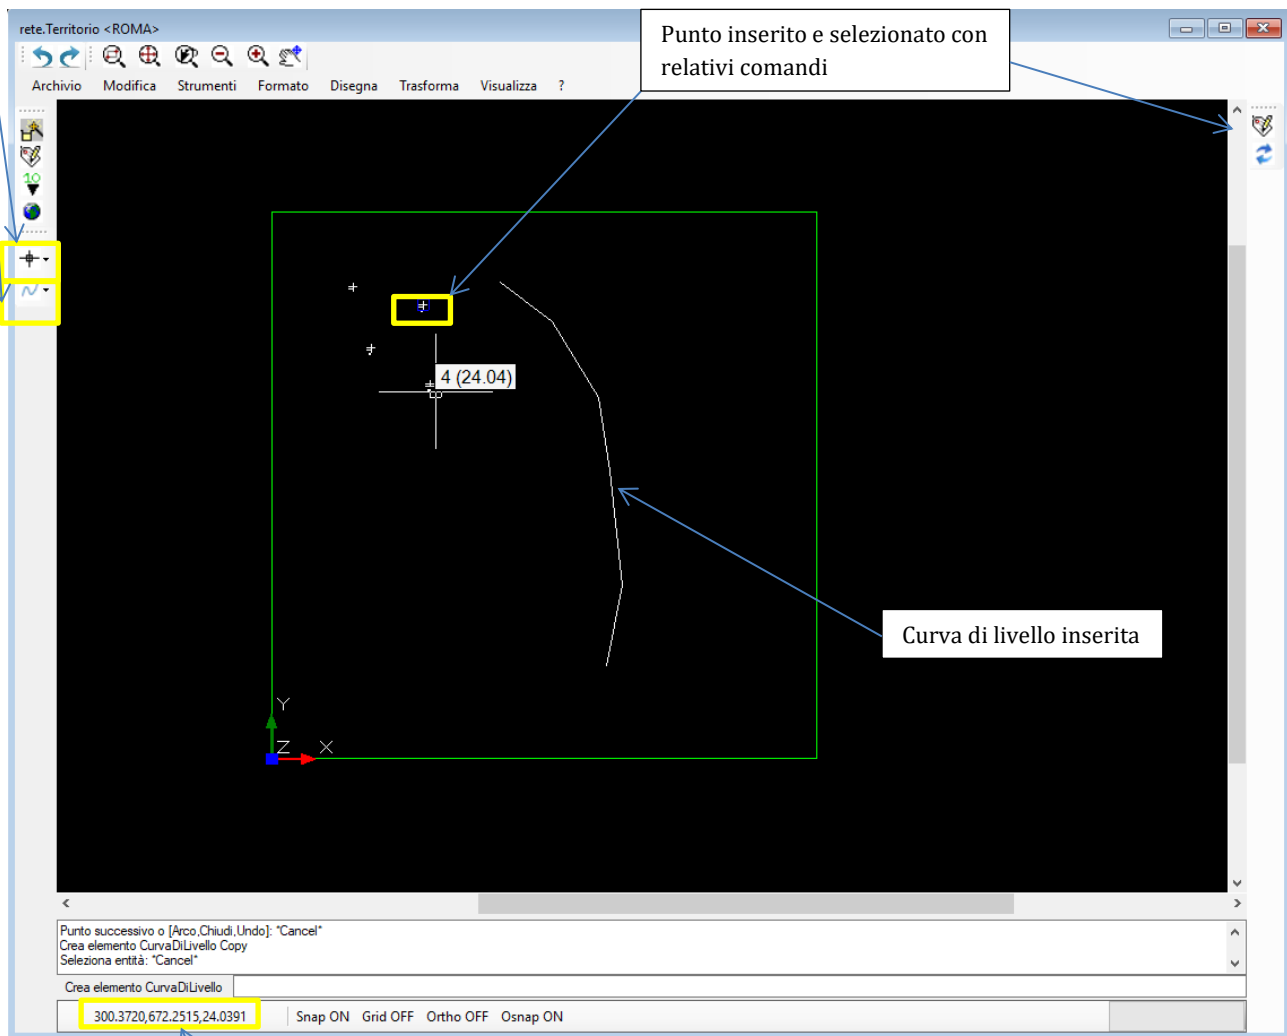 rete.Territorio <ROMA>
Punto inserito e selezionato con
relativi comandi
Archivio Modifica Strumenti Formato Disegna Trasforma Visualizza ?
10
4 (24.04)
Curva di livello inserita
Y
Z X
Punto successivo o [Arco,Chiudi,Undo]: *Cancel*
Crea elemento CurvaDiLivello Copy
Seleziona entità: *Cancel*
Crea elemento CurvaDiLivello
300.3720,672.2515,24.0391 Snap ON Grid OFF Ortho OFF Osnap ON